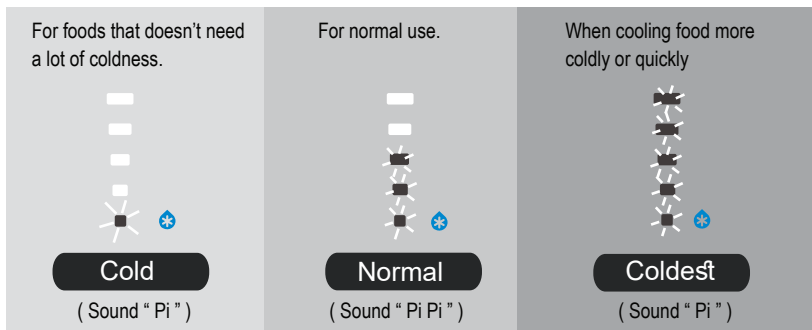 For foods that doesn’t need
a lot of coldness.
Cold
( Sound “ Pi ” )
For normal use.
Normal
( Sound “ Pi Pi ” )
When cooling food more
coldly or quickly
Coldest
( Sound “ Pi ” )